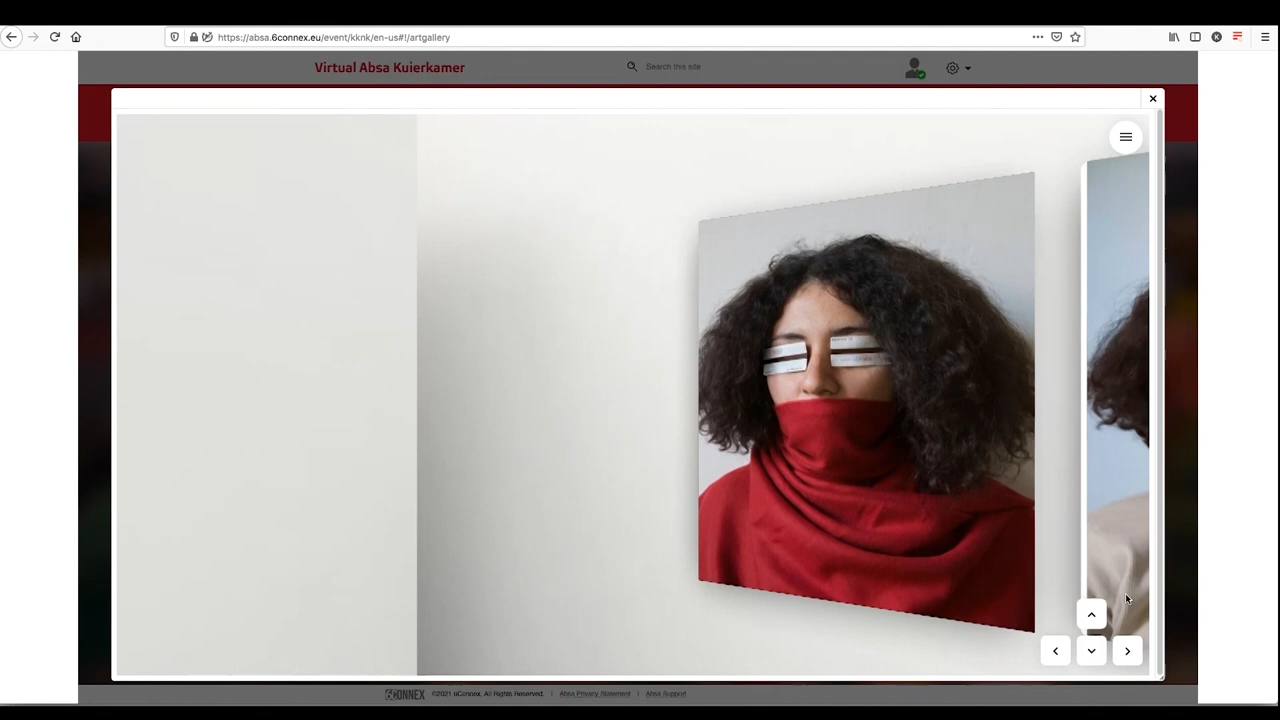 https://absa.6connex.eu/event/kknk/en-us#!/artgallery
Virtual Absa Kuierkamer
Search this site
6CONNEX ©2021 6Connex, All Rights Reserved. | Absa Privacy Statement | Absa Support